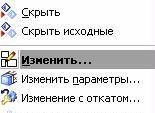 Скрыть
Скрыть исходные
Изменить...
Изменить параметры...
Изменение с откатом...